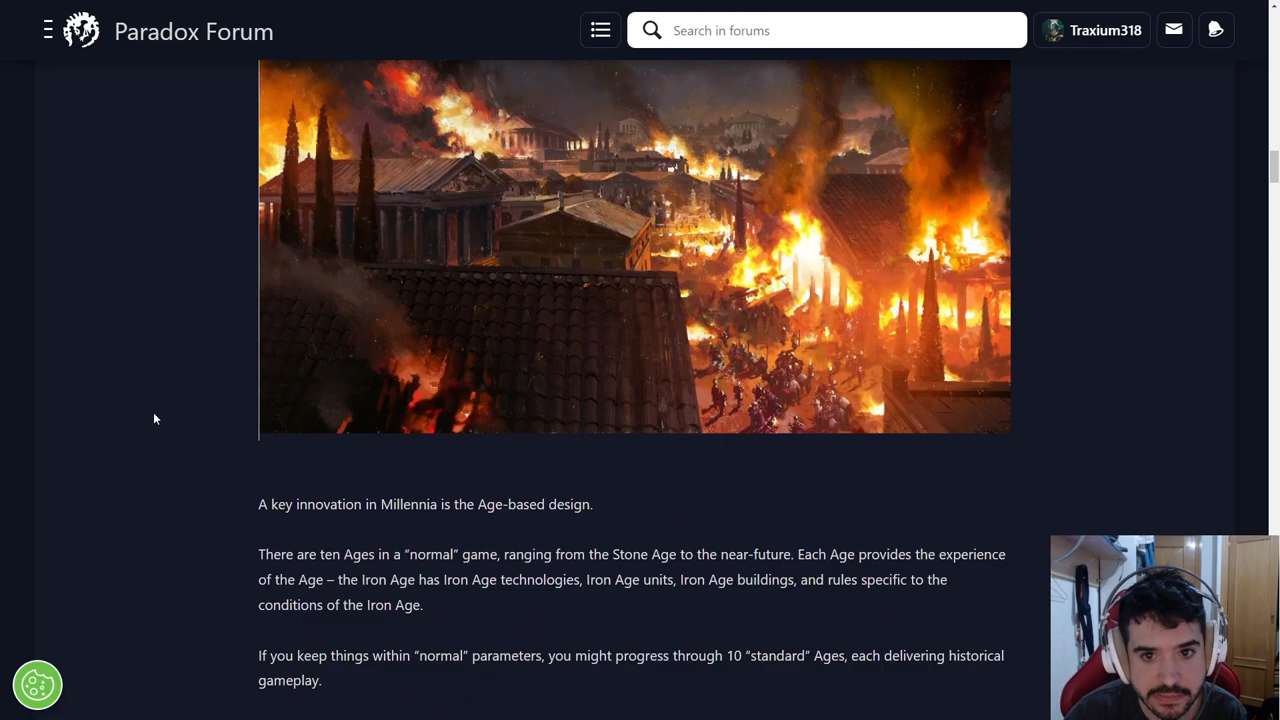 Paradox Forum
Search in forums
Traxium318
A key innovation in Millennia is the Age-based design.
There are ten Ages in a “normal” game, ranging from the Stone Age to the near-future. Each Age provides the experience
of the Age – the Iron Age has Iron Age technologies, Iron Age units, Iron Age buildings, and rules specific to the
conditions of the Iron Age.
If you keep things within “normal” parameters, you might progress through 10 “standard” Ages, each delivering historical
gameplay.